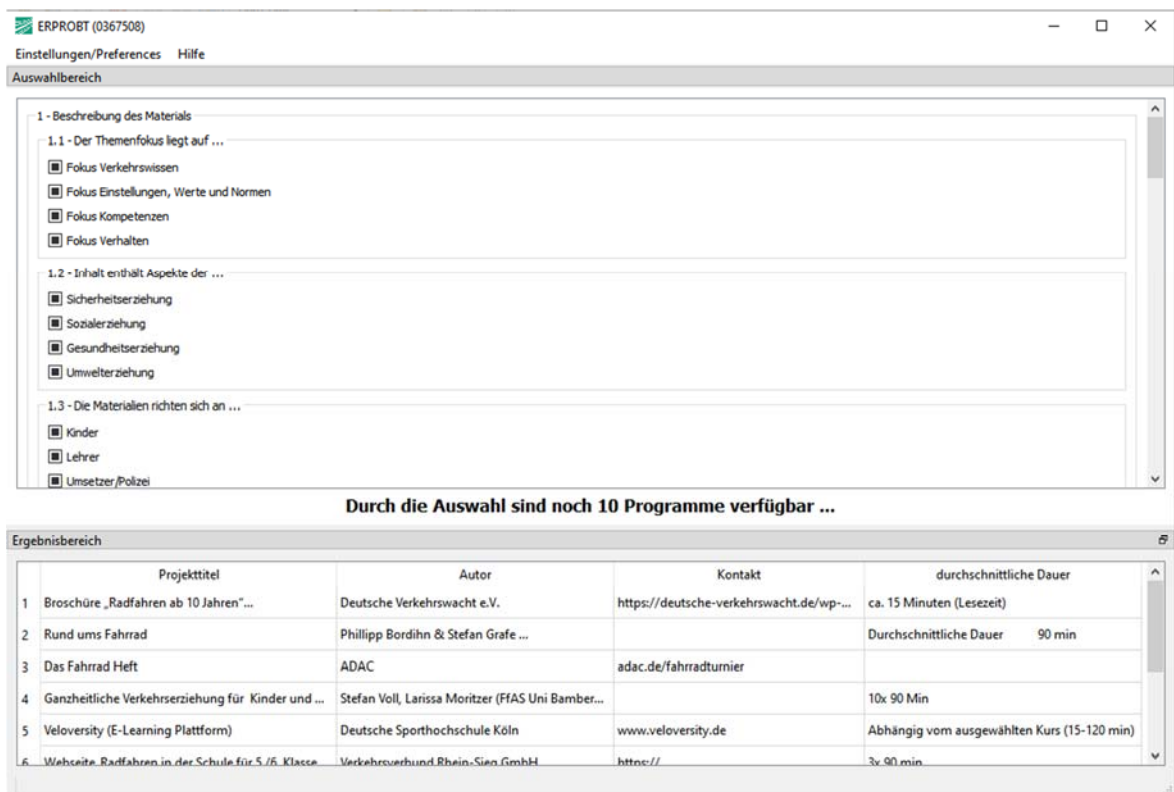 ERPROBT (0367508)
Einstellungen/Preferences Hilfe
Auswahlbereich
1 - Beschreibung des Materials
1.1 - Der Themenfokus liegt auf ...
Fokus Verkehrswissen
Fokus Einstellungen, Werte und Normen
Fokus Kompetenzen
Fokus Verhalten
1.2 - Inhalt enthält Aspekte der ...
Sicherheitserziehung
Sozialerziehung
Gesundheitserziehung
Umwelterziehung
1.3 - Die Materialien richten sich an ...
Kinder
Lehrer
Umsetzer/Polizei
Durch die Auswahl sind noch 10 Programme verfügbar ...
Ergebnisbereich
Projekttitel Autor Kontakt durchschnittliche Dauer
1 Broschüre „Radfahren ab 10 Jahren"... Deutsche Verkehrswacht e.V. https://deutsche-verkehrswacht.de/wp-... ca. 15 Minuten (Lesezeit)
2 Rund ums Fahrrad Phillipp Bordihn & Stefan Grafe ... Durchschnittliche Dauer 90 min
3 Das Fahrrad Heft ADAC adac.de/fahrradturnier
4 Ganzheitliche Verkehrserziehung für Kinder und ... Stefan Voll, Larissa Moritzer (FfAS Uni Bamber... 10x 90 Min
5 Veloversity (E-Learning Plattform) Deutsche Sporthochschule Köln www.veloversity.de Abhängig vom ausgewählten Kurs (15-120 min)
6 Webseite Radfahren in der Schule für 5./6. Klasse Verkehrsverbund Rhein-Sieg GmbH https:// 3x 90 min